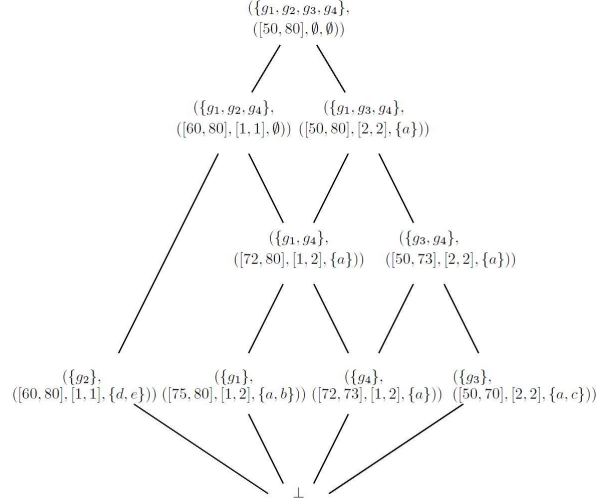 ({g₁, g₂, g₃, g₄},
([50, 80], ∅, ∅))
({g₁, g₂, g₄},
([60, 80], [1, 1], ∅))
({g₁, g₃, g₄},
([50, 80], [2, 2], {a}))
({g₁, g₄},
([72, 80], [1, 2], {a}))
({g₃, g₄},
([50, 73], [2, 2], {a}))
({g₂},
([60, 80], [1, 1], {d, e}))
({g₁},
([75, 80], [1, 2], {a, b}))
({g₄},
([72, 73], [1, 2], {a}))
({g₃},
([50, 70], [2, 2], {a, c}))
⊥